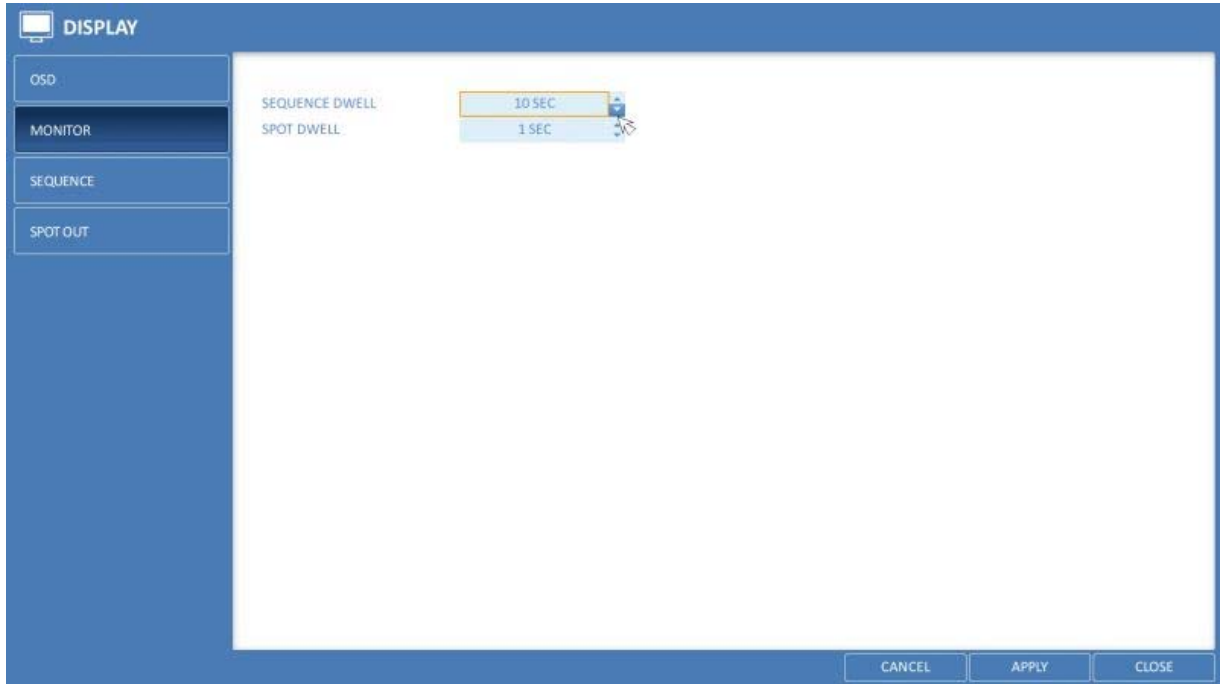 DISPLAY
OSD
MONITOR
SEQUENCE
SPOT OUT
SEQUENCE DWELL 10 SEC
SPOT DWELL 1 SEC
CANCEL APPLY CLOSE